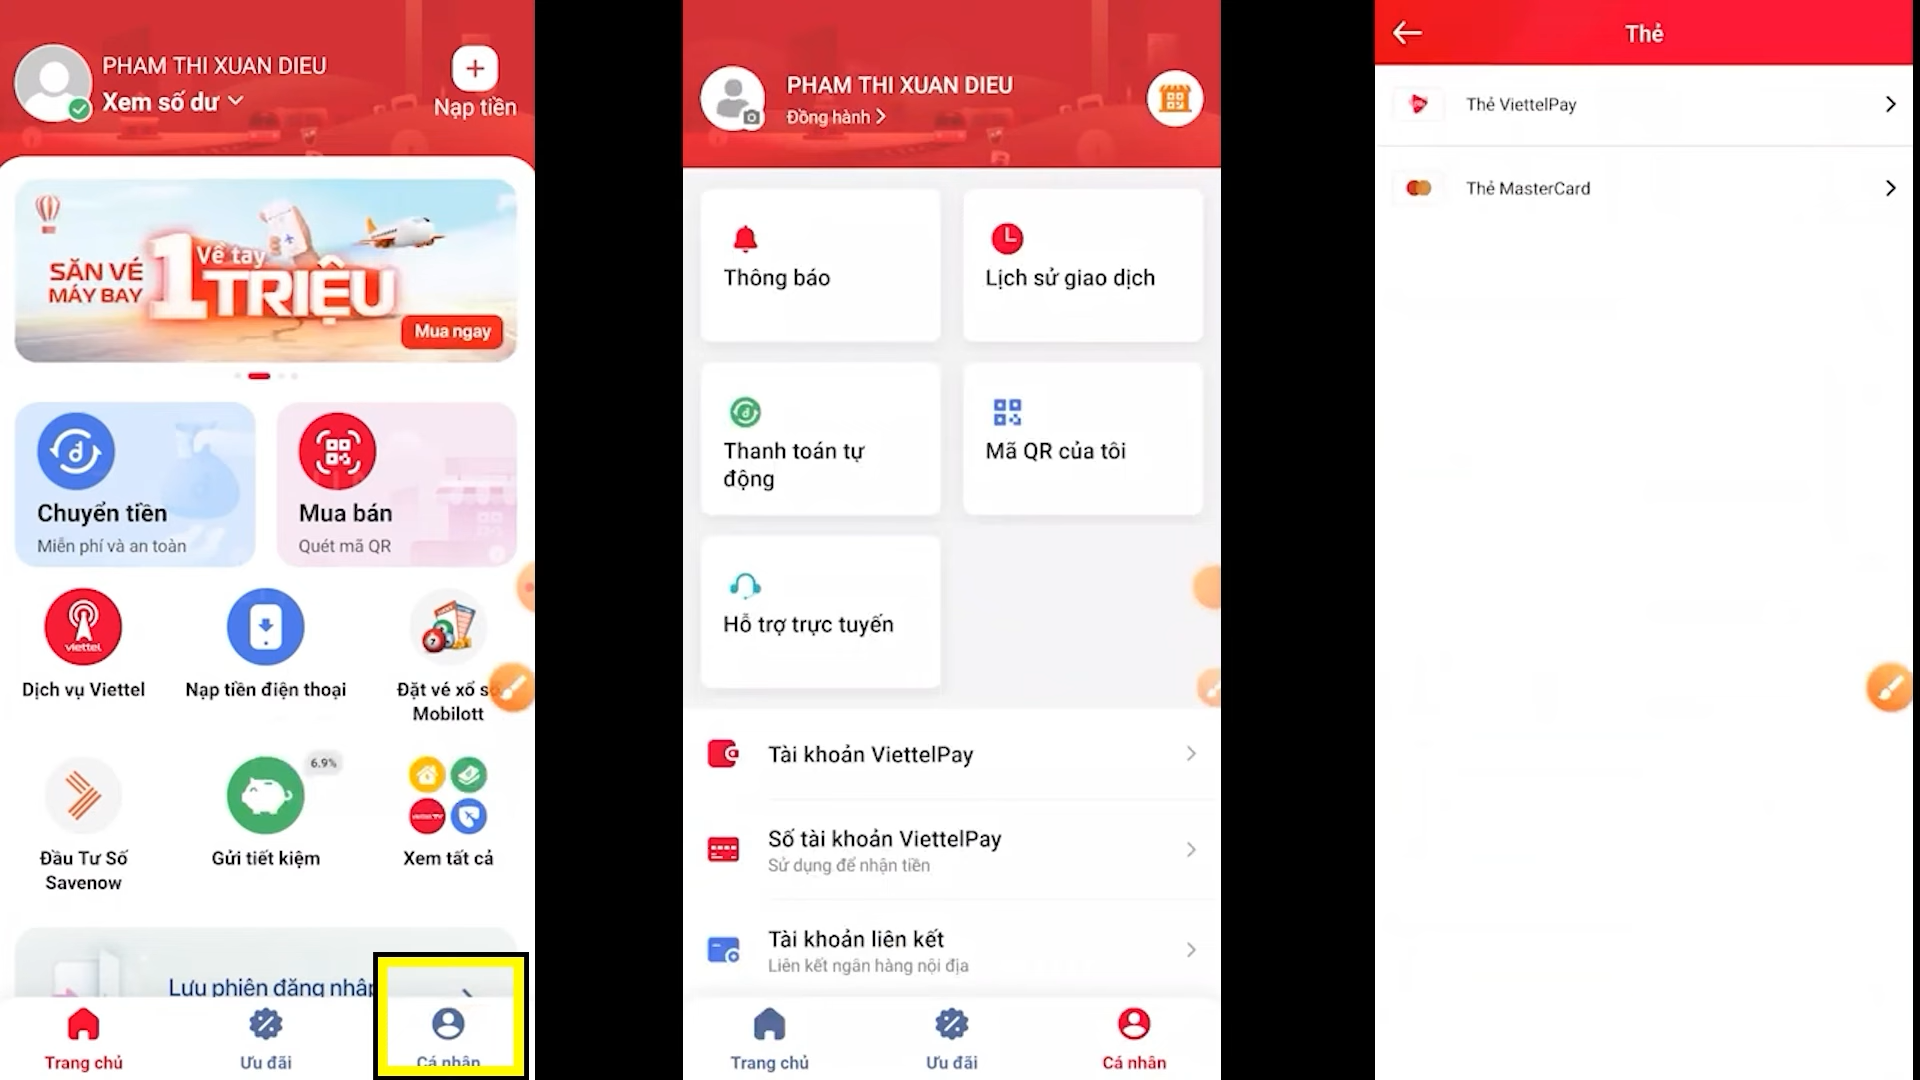 PHAM THI XUAN DIEU
Xem số dư
Nạp tiền
SĂN VÉ
MÁY BAY
Về tay
1 TRIỆU
Mua ngay
Chuyển tiền
Miễn phí và an toàn
Mua bán
Quét mã QR
viettel
Dịch vụ Viettel
Nạp tiền điện thoại
Đặt vé xổ số
Mobilott
6.9%
Đầu Tư Số
Savenow
Gửi tiết kiệm
Xem tất cả
Lưu phiên đăng nhập
Trang chủ
Ưu đãi
Cá nhân
PHAM THI XUAN DIEU
Đồng hành
Thông báo
Lịch sử giao dịch
Thanh toán tự
động
Mã QR của tôi
Hỗ trợ trực tuyến
Tài khoản ViettelPay
Số tài khoản ViettelPay
Sử dụng để nhận tiền
Tài khoản liên kết
Liên kết ngân hàng nội địa
Trang chủ
Ưu đãi
Cá nhân
Thẻ
Thẻ ViettelPay
Thẻ MasterCard